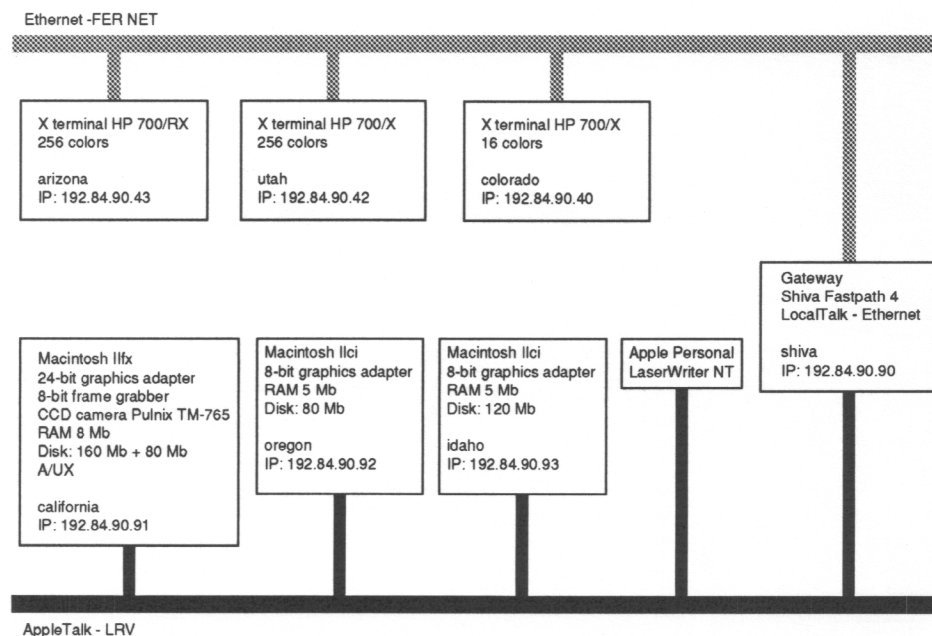 Ethernet -FER NET
X terminal HP 700/RX
256 colors
arizona
IP: 192.84.90.43
X terminal HP 700/X
256 colors
utah
IP: 192.84.90.42
X terminal HP 700/X
16 colors
colorado
IP: 192.84.90.40
Gateway
Shiva Fastpath 4
LocalTalk - Ethernet
shiva
IP: 192.84.90.90
Macintosh IIfx
24-bit graphics adapter
8-bit frame grabber
CCD camera Pulnix TM-765
RAM 8 Mb
Disk: 160 Mb + 80 Mb
A/UX
california
IP: 192.84.90.91
Macintosh IIci
8-bit graphics adapter
RAM 5 Mb
Disk: 80 Mb
oregon
IP: 192.84.90.92
Macintosh IIci
8-bit graphics adapter
RAM 5 Mb
Disk: 120 Mb
idaho
IP: 192.84.90.93
Apple Personal
LaserWriter NT
AppleTalk - LRV